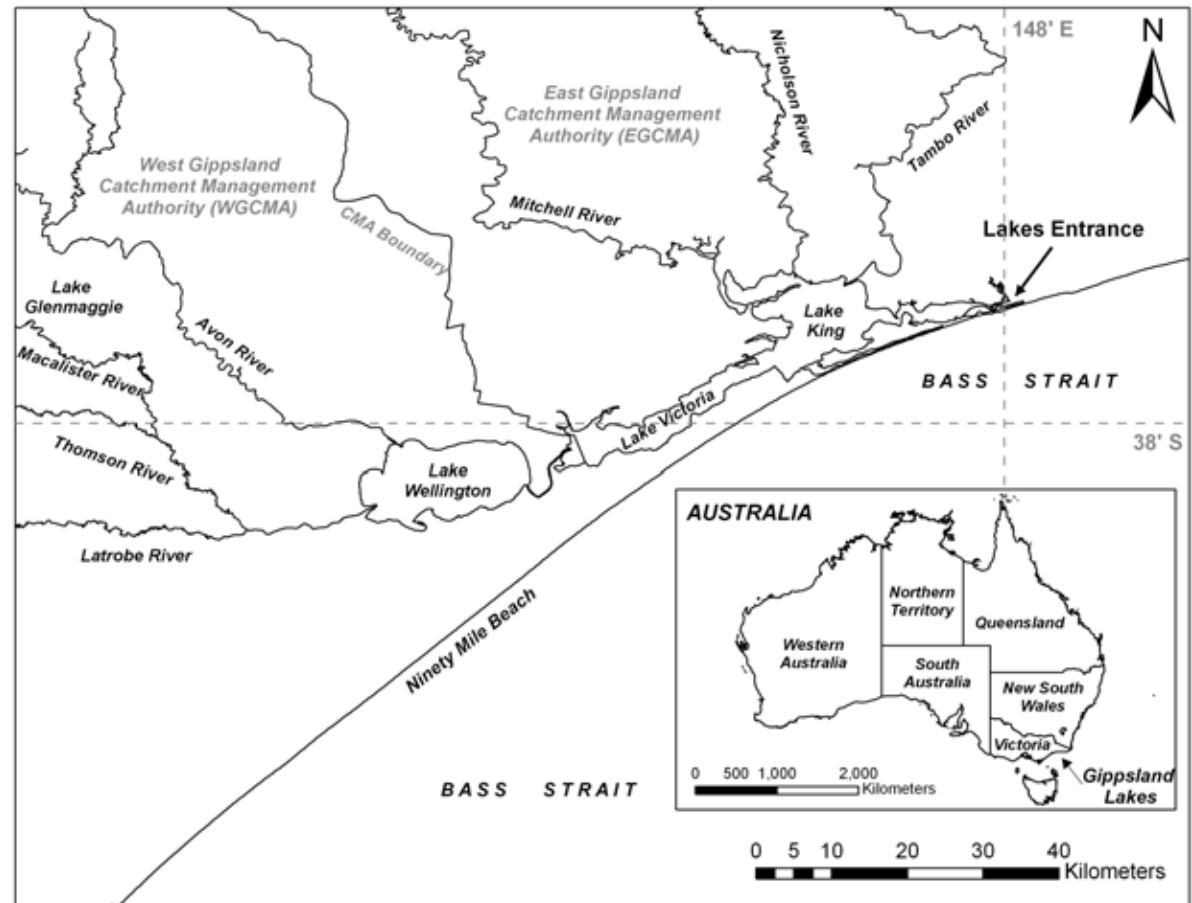 148' E
N
Nicholson River
East Gippsland
Catchment Management
Authority (EGCMA)
Tambo River
West Gippsland
Catchment Management
Authority (WGCMA)
Mitchell River
CMA Boundary
Lakes Entrance
Lake
Glenmaggie
Avon River
Lake
King
Macalister River
BASS STRAIT
Lake Victoria
38' S
Thomson River
Lake
Wellington
Latrobe River
Ninety Mile Beach
BASS STRAIT
AUSTRALIA
Northern
Territory
Queensland
Western
Australia
South
Australia
New South
Wales
Victoria
Gippsland
Lakes
0 500 1,000 2,000
Kilometers
0 5 10 20 30 40
Kilometers